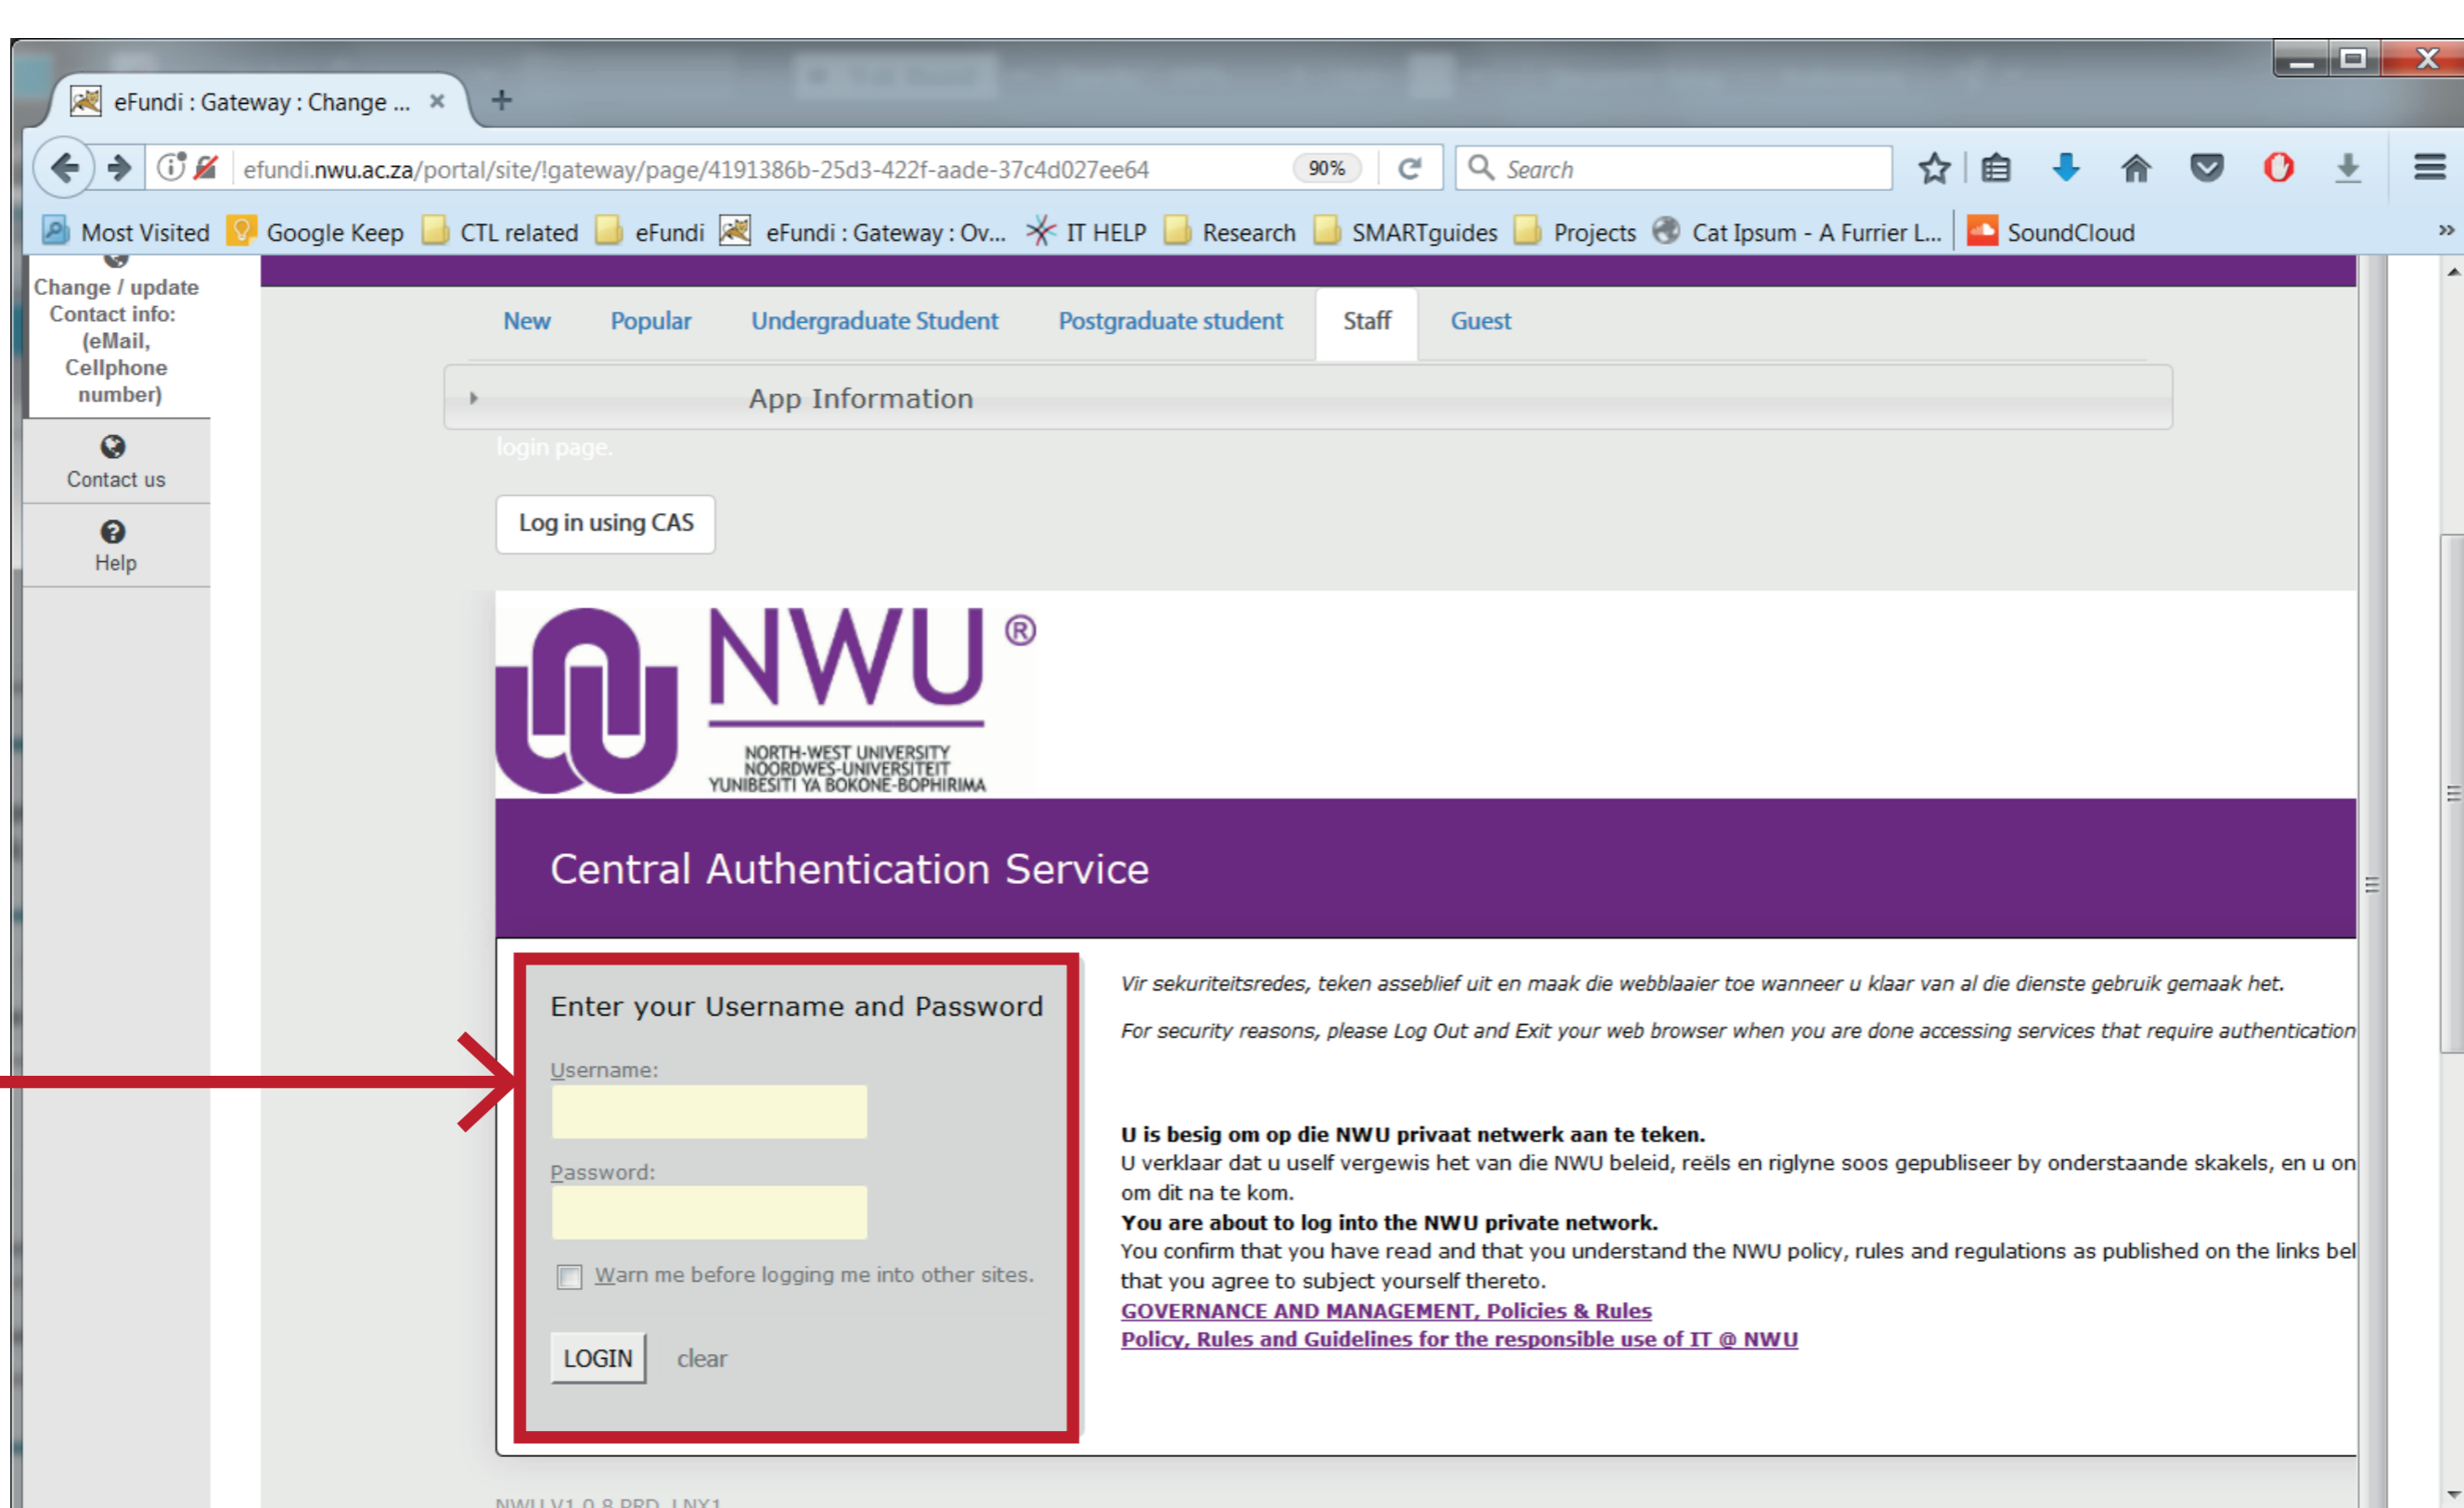 eFundi : Gateway : Change ...
efundi.nwu.ac.za/portal/site/!gateway/page/4191386b-25d3-422f-aade-37c4d027ee64
90%
Search
Most Visited
Google Keep
CTL related
eFundi
eFundi : Gateway : Ov...
IT HELP
Research
SMARTguides
Projects
Cat Ipsum - A Furrier L...
SoundCloud
Change / update
Contact info:
(eMail,
Cellphone
number)
Contact us
Help
New
Popular
Undergraduate Student
Postgraduate student
Staff
Guest
App Information
login page.
Log in using CAS
NWU ®
NORTH-WEST UNIVERSITY
NOORDWES-UNIVERSITEIT
YUNIBESITI YA BOKONE-BOPHIRIMA
Central Authentication Service
Enter your Username and Password
Username:
Password:
Warn me before logging me into other sites.
LOGIN
clear
Vir sekuriteitsredes, teken asseblief uit en maak die webblaaier toe wanneer u klaar van al die dienste gebruik gemaak het.
For security reasons, please Log Out and Exit your web browser when you are done accessing services that require authentication
U is besig om op die NWU privaat netwerk aan te teken.
U verklaar dat u uself vergewis het van die NWU beleid, reëls en riglyne soos gepubliseer by onderstaande skakels, en u on
om dit na te kom.
You are about to log into the NWU private network.
You confirm that you have read and that you understand the NWU policy, rules and regulations as published on the links bel
that you agree to subject yourself thereto.
GOVERNANCE AND MANAGEMENT, Policies & Rules
Policy, Rules and Guidelines for the responsible use of IT @ NWU
NWU V1.0.8 PRD_LNX1